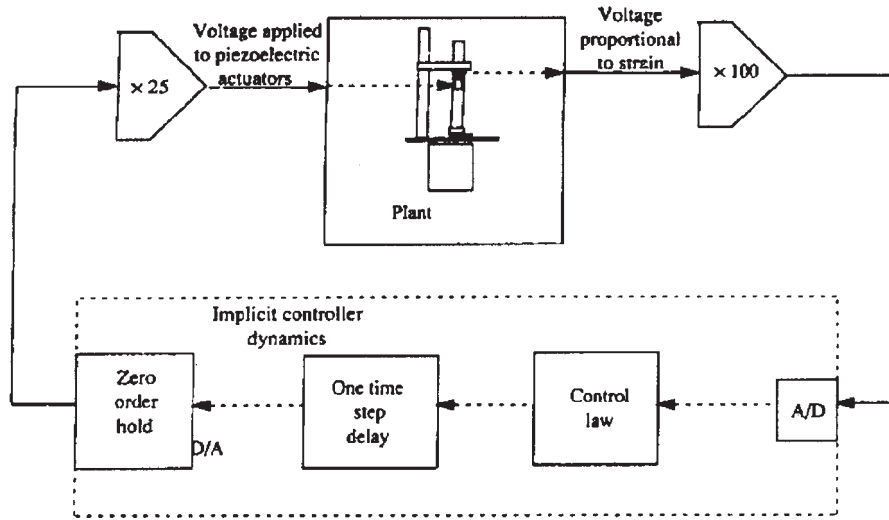 Voltage applied
to piezoelectric
actuators
× 25
Plant
Voltage
proportional
to strain
× 100
Implicit controller
dynamics
Zero
order
hold
D/A
One time
step
delay
Control
law
A/D